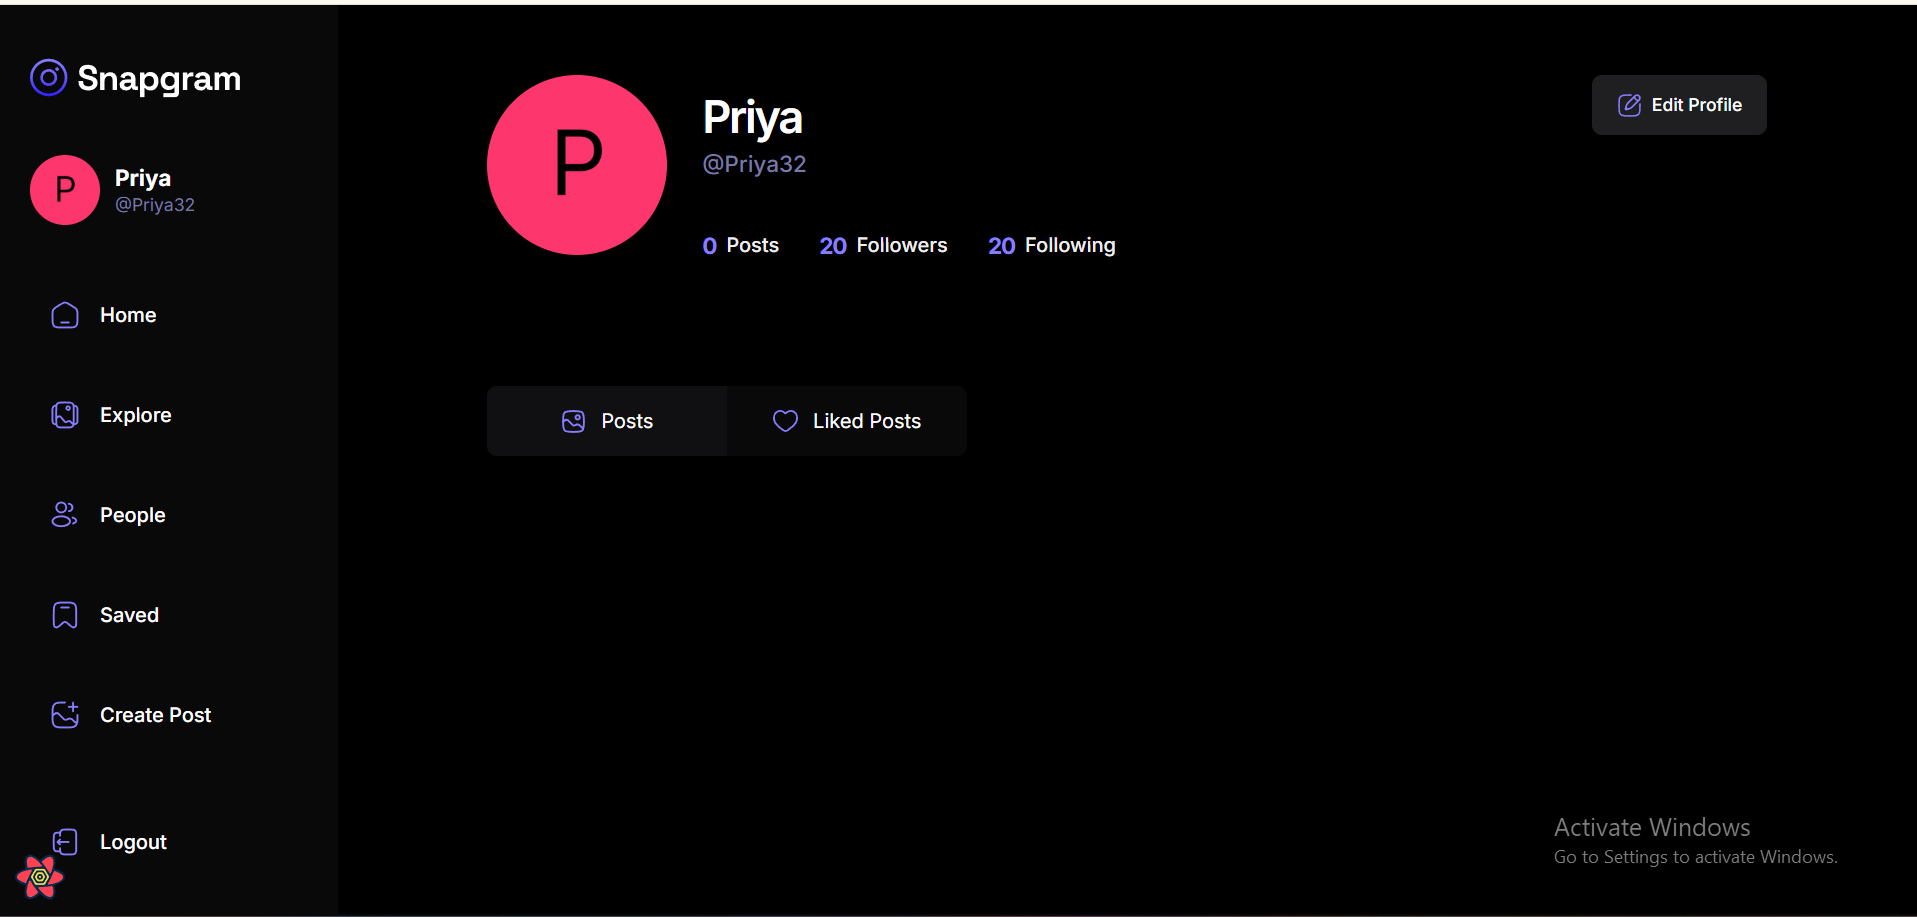 Snapgram
P
Priya
@Priya32
Home
Explore
People
Saved
Create Post
Logout
P
Priya
@Priya32
0 Posts
20 Followers
20 Following
Edit Profile
Posts
Liked Posts
Activate Windows
Go to Settings to activate Windows.